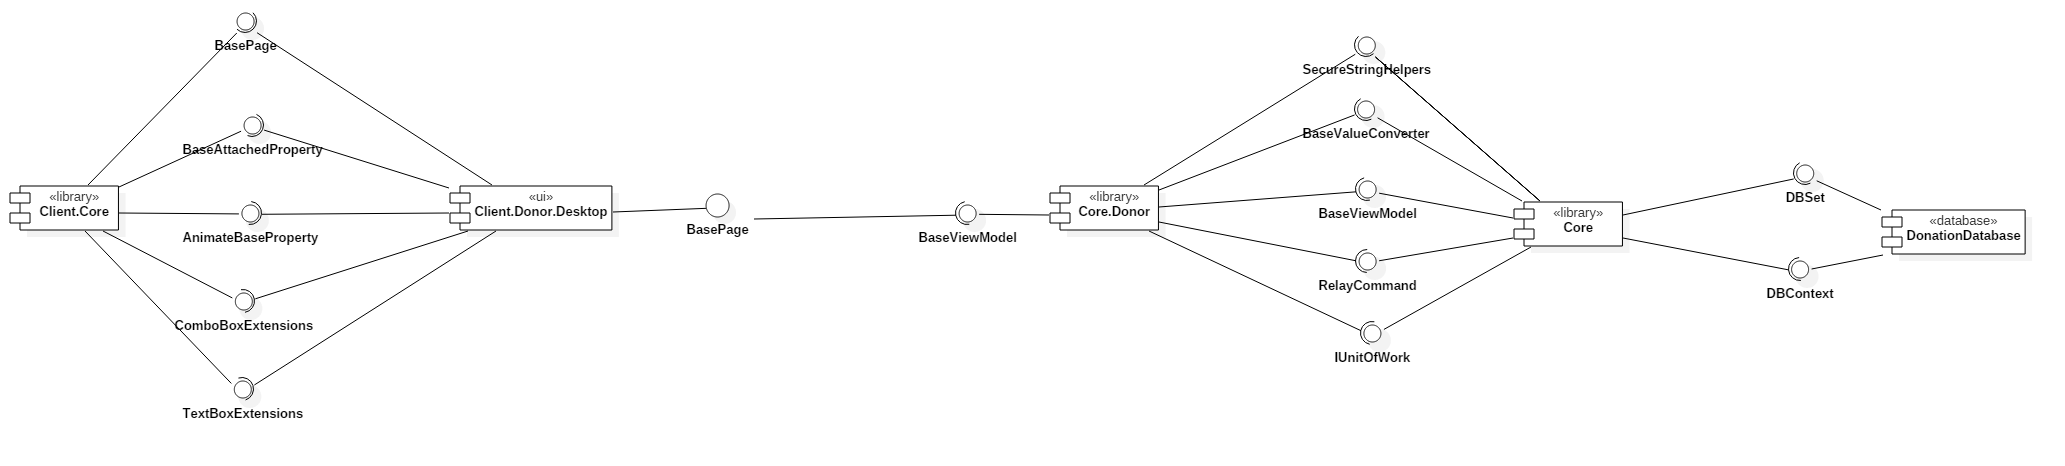 BasePage
BaseAttachedProperty
«library»
Client.Core
AnimateBaseProperty
ComboBoxExtensions
TextBoxExtensions
«ui»
Client.Donor.Desktop
BasePage
BaseViewModel
«library»
Core.Donor
SecureStringHelpers
BaseValueConverter
BaseViewModel
RelayCommand
IUnitOfWork
«library»
Core
DBSet
DBContext
«database»
DonationDatabase